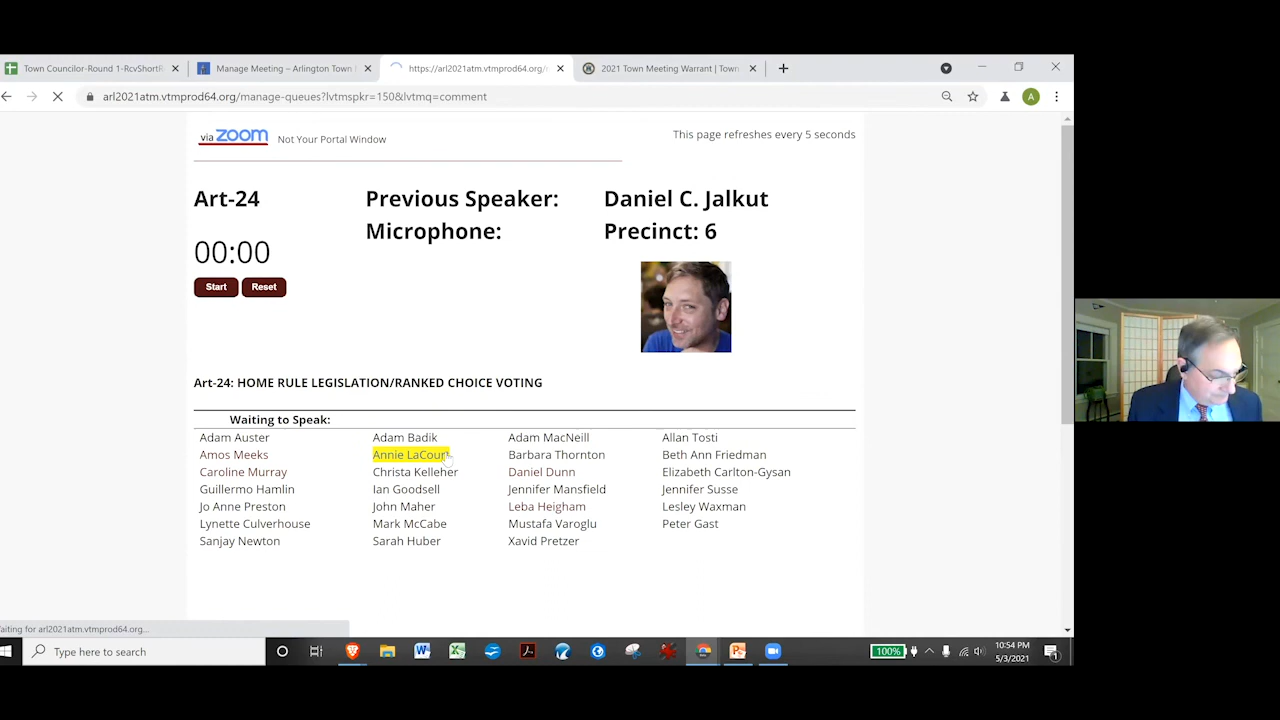 Town Councilor-Round 1-RcvShortR
Manage Meeting – Arlington Town
https://arl2021atm.vtmprod64.org/
2021 Town Meeting Warrant | Town
arl2021atm.vtmprod64.org/manage-queues?lvtmspkr=150&lvtmq=comment
A
via zoom Not Your Portal Window
This page refreshes every 5 seconds
Art-24 Previous Speaker: Daniel C. Jalkut
Microphone: Precinct: 6
00:00
Start Reset
Art-24: HOME RULE LEGISLATION/RANKED CHOICE VOTING
Waiting to Speak:
Adam Auster Adam Badik Adam MacNeill Allan Tosti
Amos Meeks Annie LaCourt Barbara Thornton Beth Ann Friedman
Caroline Murray Christa Kelleher Daniel Dunn Elizabeth Carlton-Gysan
Guillermo Hamlin Ian Goodsell Jennifer Mansfield Jennifer Susse
Jo Anne Preston John Maher Leba Heigham Lesley Waxman
Lynette Culverhouse Mark McCabe Mustafa Varoglu Peter Gast
Sanjay Newton Sarah Huber Xavid Pretzer
aiting for arl2021atm.vtmprod64.org...
Type here to search
100%
10:54 PM
5/3/2021